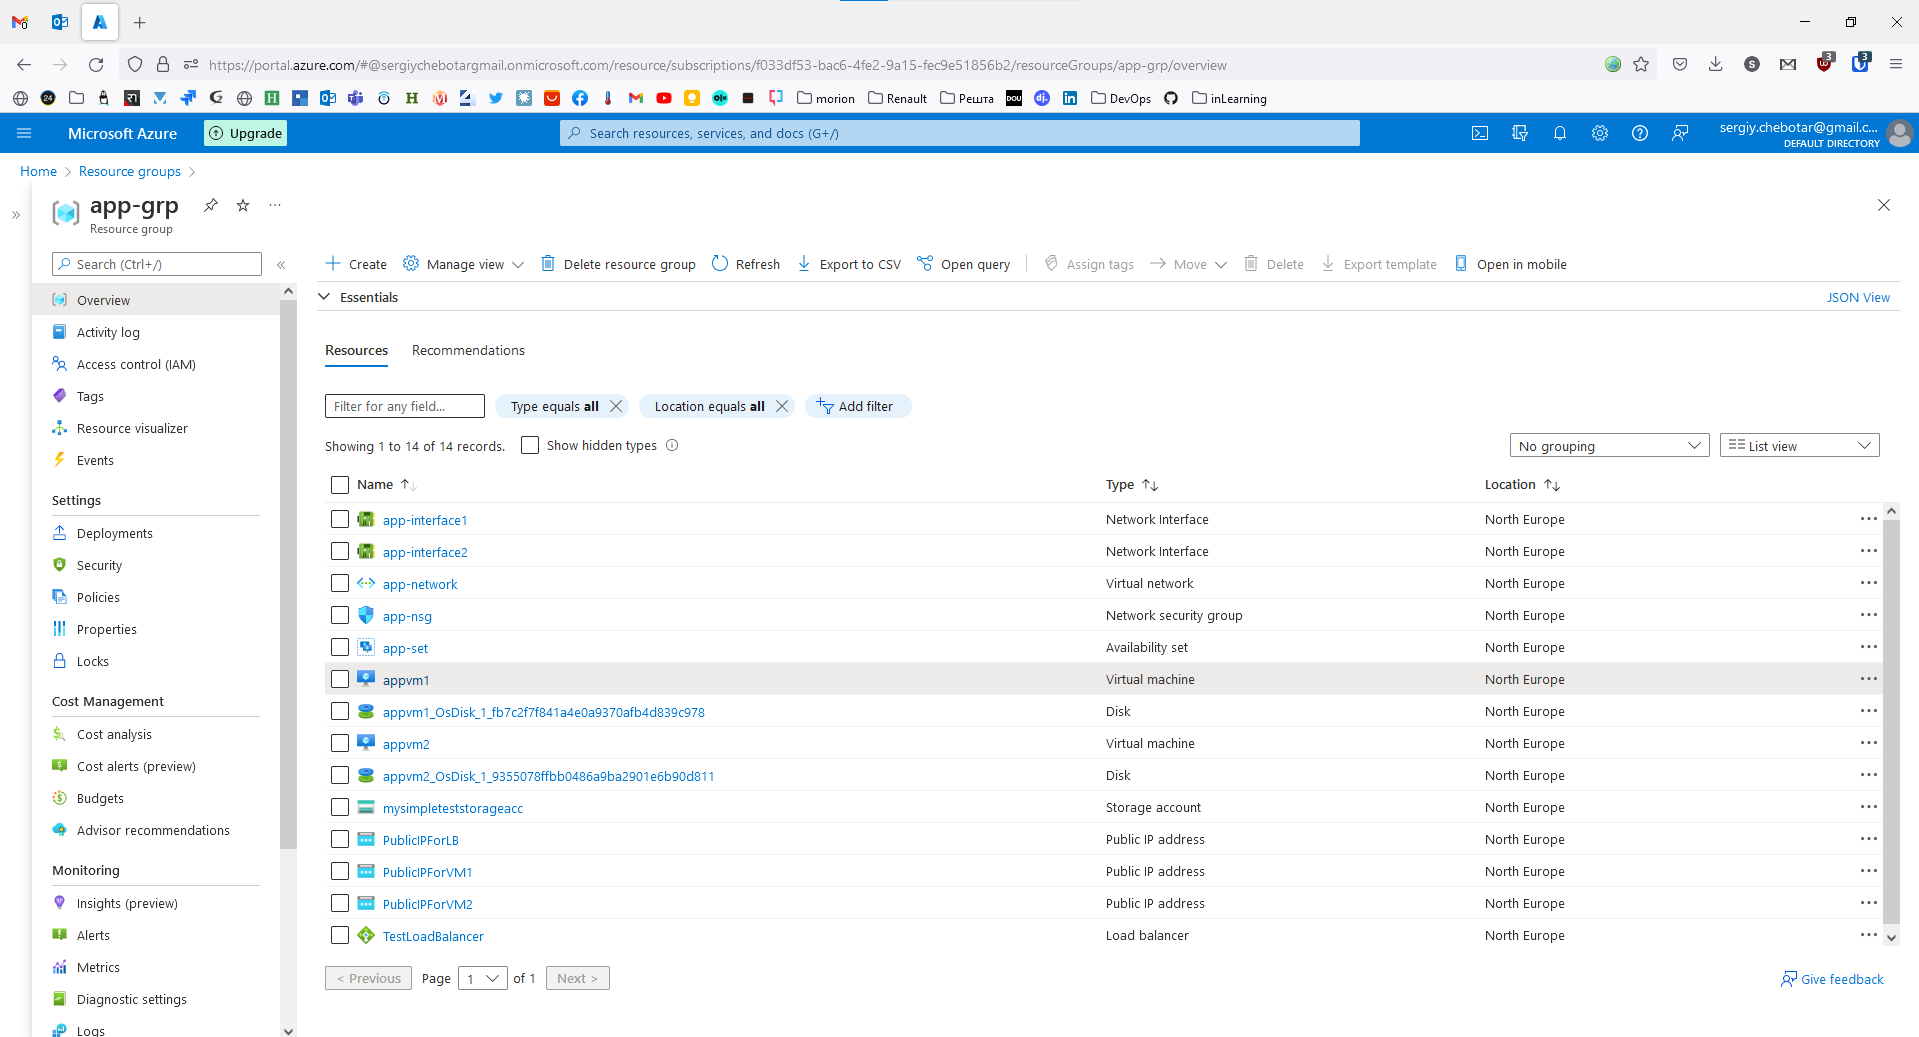 https://portal.azure.com/#@sergiychebotargmail.onmicrosoft.com/resource/subscriptions/f033df53-bac6-4fe2-9a15-fec9e51856b2/resourceGroups/app-grp/overview
S
3
3
24
morion
Renault
Решта
DOU
DevOps
inLearning
Microsoft Azure
Upgrade
Search resources, services, and docs (G+/)
sergiy.chebotar@gmail.c...
DEFAULT DIRECTORY
Home
Resource groups
app-grp
Resource group
Search (Ctrl+/)
Create
Manage view
Delete resource group
Refresh
Export to CSV
Open query
Assign tags
Move
Delete
Export template
Open in mobile
Overview
Activity log
Access control (IAM)
Tags
Resource visualizer
Events
Settings
Deployments
Security
Policies
Properties
Locks
Cost Management
Cost analysis
Cost alerts (preview)
Budgets
Advisor recommendations
Monitoring
Insights (preview)
Alerts
Metrics
Diagnostic settings
Logs
Essentials
JSON View
Resources
Recommendations
Filter for any field...
Type equals all
Location equals all
Add filter
Showing 1 to 14 of 14 records.
Show hidden types
No grouping
List view
Name Type Location
app-interface1 Network Interface North Europe
app-interface2 Network Interface North Europe
app-network Virtual network North Europe
app-nsg Network security group North Europe
app-set Availability set North Europe
appvm1 Virtual machine North Europe
appvm1_OsDisk_1_fb7c2f7f841a4e0a9370afb4d839c978 Disk North Europe
appvm2 Virtual machine North Europe
appvm2_OsDisk_1_9355078ffbb0486a9ba2901e6b90d811 Disk North Europe
mysimpleteststorageacc Storage account North Europe
PublicIPForLB Public IP address North Europe
PublicIPForVM1 Public IP address North Europe
PublicIPForVM2 Public IP address North Europe
TestLoadBalancer Load balancer North Europe
< Previous
Page
1
of 1
Next >
Give feedback